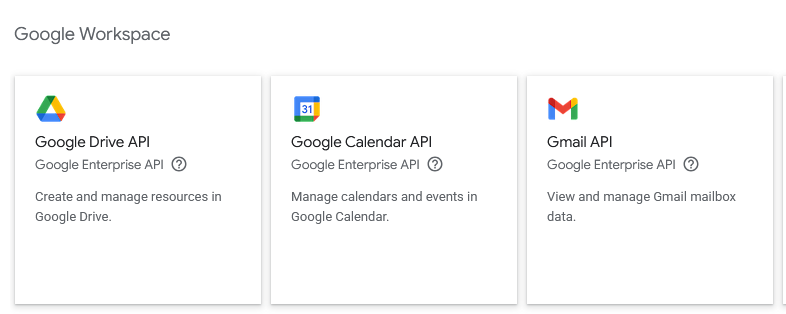 Google Workspace
Google Drive API
Google Enterprise API ?
Create and manage resources in
Google Drive.
31
Google Calendar API
Google Enterprise API ?
Manage calendars and events in
Google Calendar.
Gmail API
Google Enterprise API ?
View and manage Gmail mailbox
data.